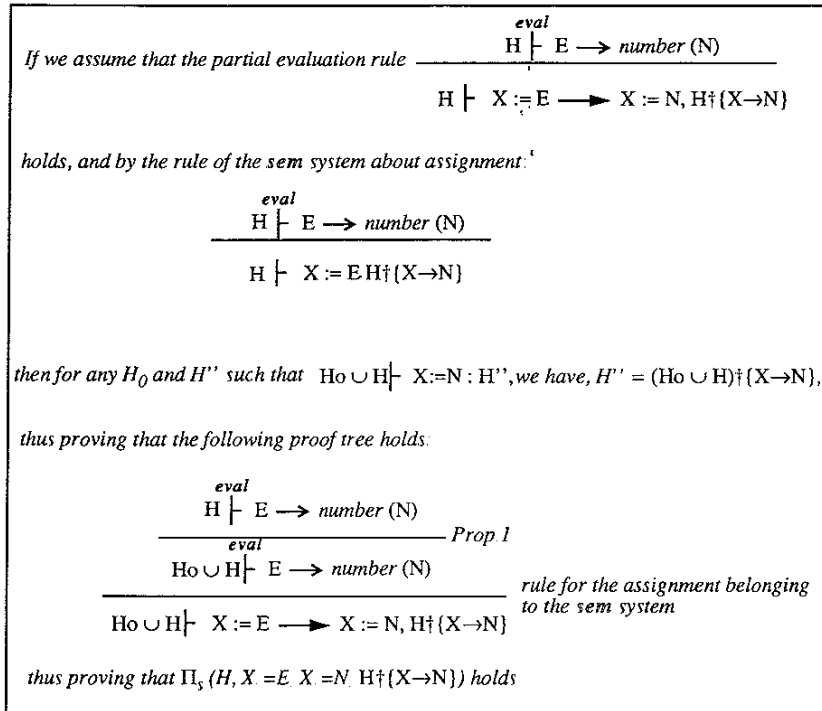 eval
If we assume that the partial evaluation rule H ⊢ E ⟶ number (N)
H ⊢ X := E ⟶ X := N, H†{X→N}
holds, and by the rule of the sem system about assignment:
eval
H ⊢ E ⟶ number (N)
H ⊢ X := E H†{X→N}
then for any H₀ and H'' such that Ho ∪ H ⊢ X:=N : H'', we have, H'' = (Ho ∪ H)†{X→N},
thus proving that the following proof tree holds:
eval
H ⊢ E ⟶ number (N)
Prop. 1
eval
Ho ∪ H ⊢ E ⟶ number (N)
rule for the assignment belonging
to the sem system
Ho ∪ H ⊢ X := E ⟶ X := N, H†{X→N}
thus proving that Πₛ (H, X =E X =N H†{X→N}) holds